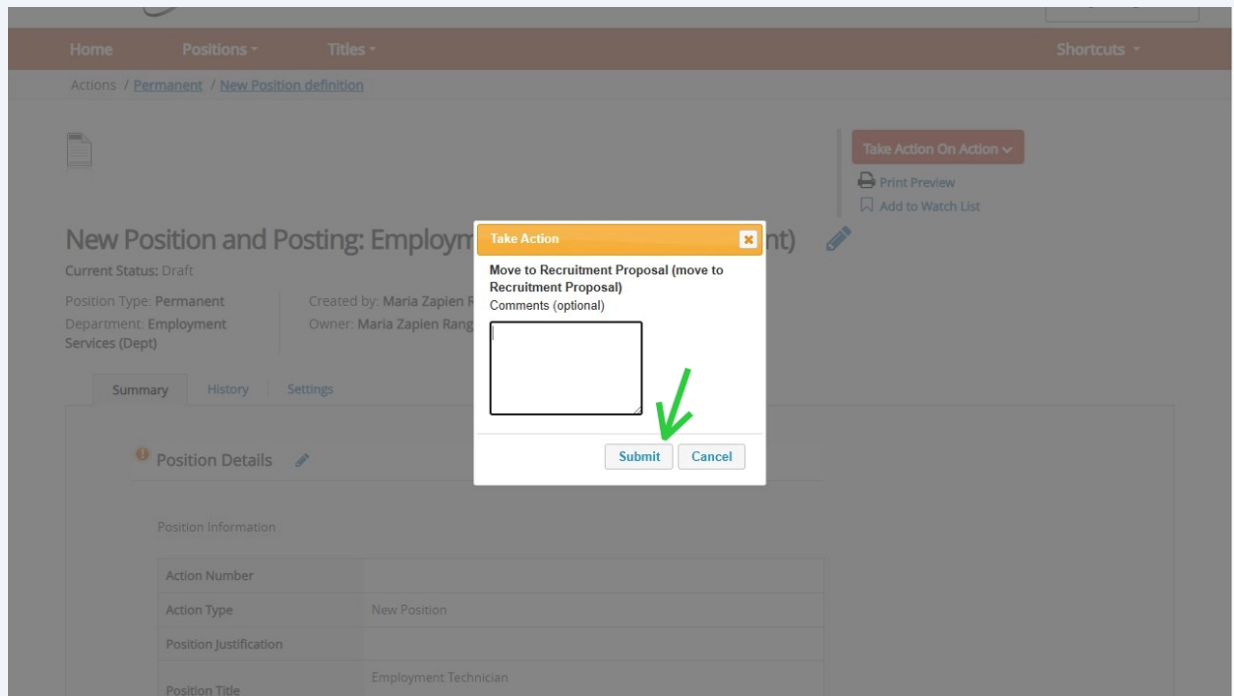 Home Positions Titles Shortcuts
Actions / Permanent / New Position definition
Take Action On Action
Print Preview
Add to Watch List
New Position and Posting: Employm nt)
Current Status: Draft
Position Type: Permanent Created by: Maria Zapien R
Department: Employment Services (Dept) Owner: Maria Zapien Rang
Take Action
Move to Recruitment Proposal (move to
Recruitment Proposal)
Comments (optional)
Submit Cancel
Summary History Settings
Position Details
Position Information
Action Number
Action Type New Position
Position Justification
Employment Technician
Position Title